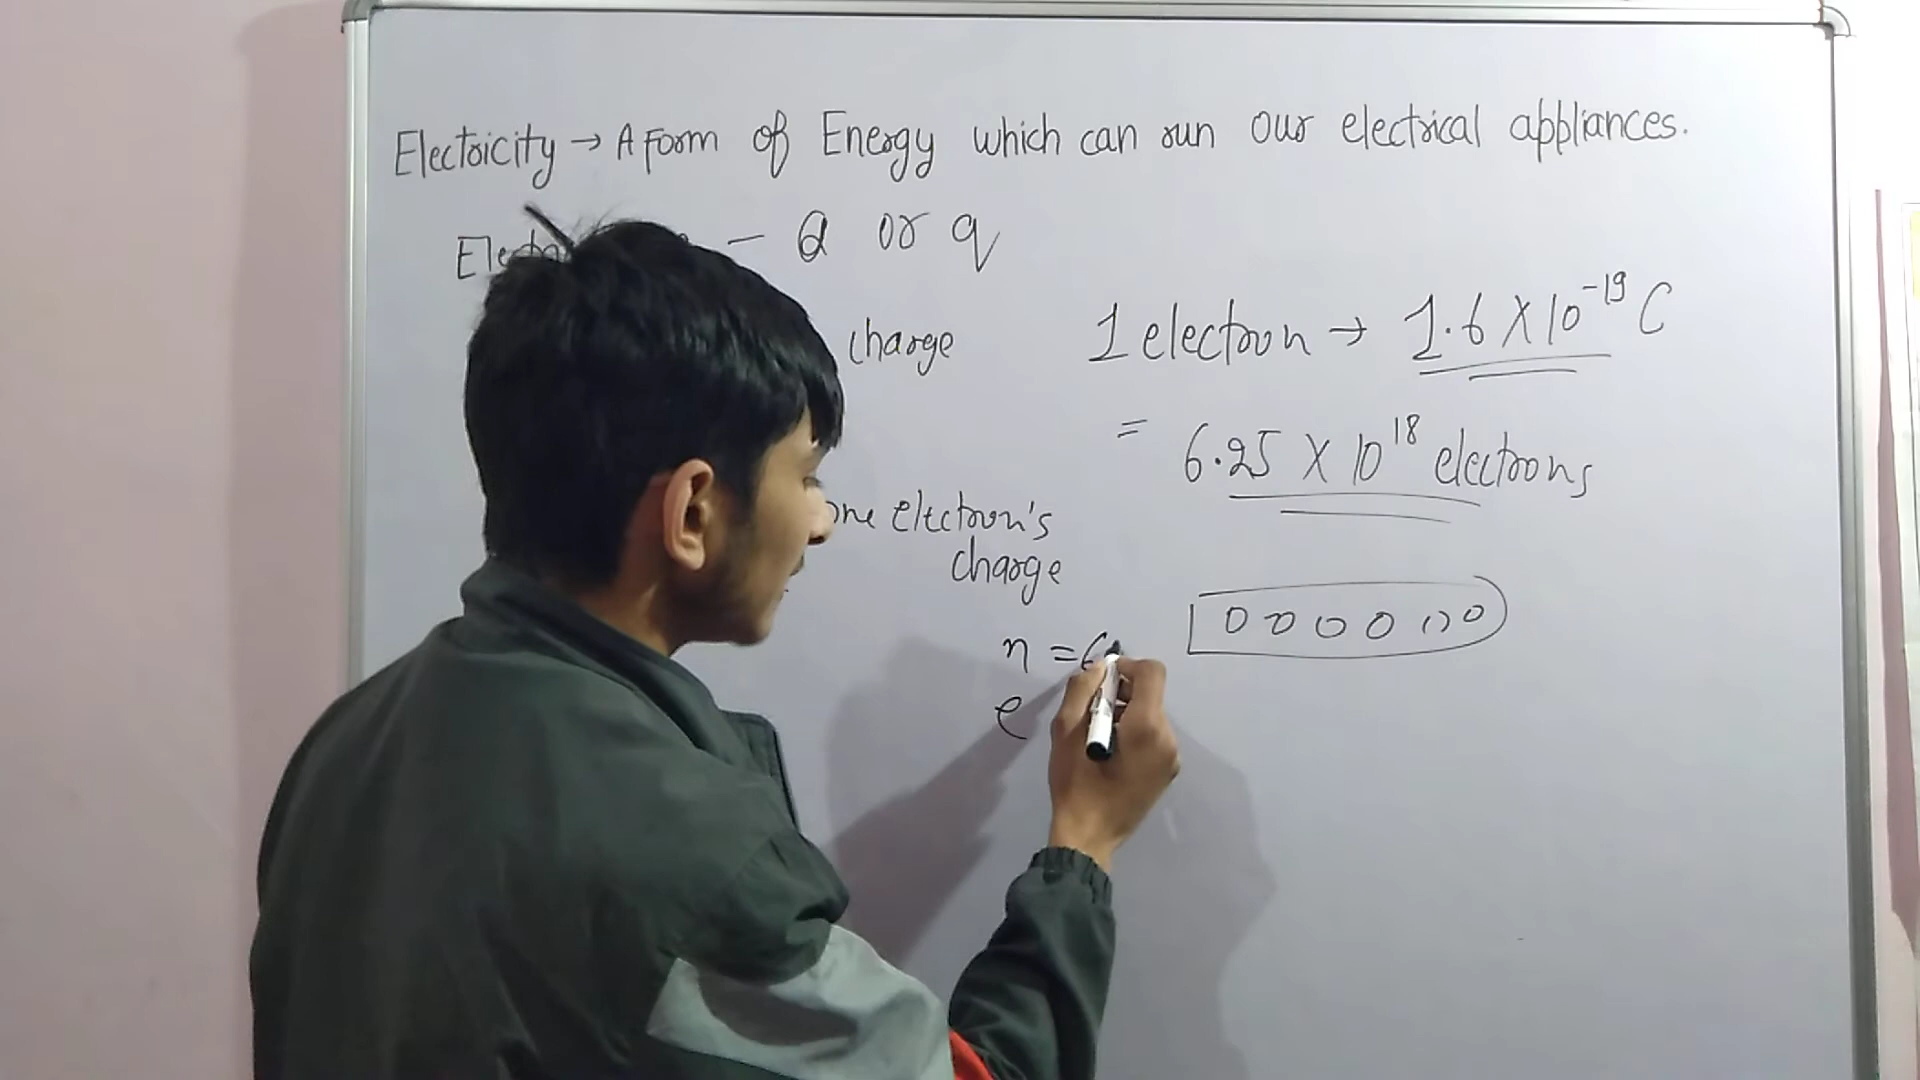 Electricity → A form of Energy which can run our electrical appliances.
— Q or q
charge
1 electron → 1.6 X 10⁻¹⁹ C
= 6.25 X 10¹⁸ electrons
one electron's
charge
n = 6
e